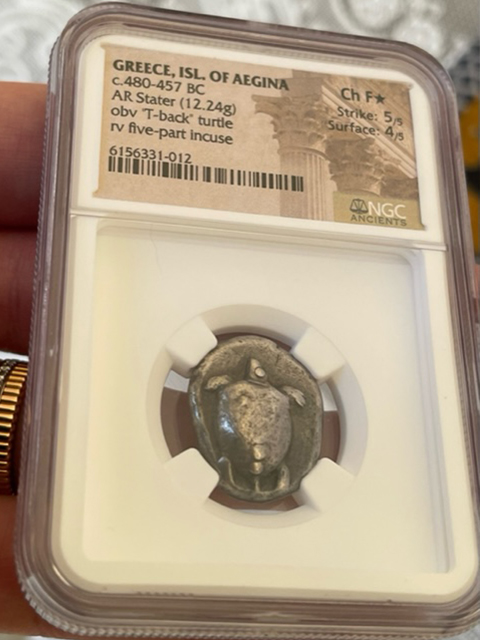 GREECE, ISL. OF AEGINA
c.480-457 BC
AR Stater (12.24g)
obv 'T-back' turtle
rv five-part incuse
6156331-012
Ch F★
Strike: 5/5
Surface: 4/5
NGC
ANCIENTS